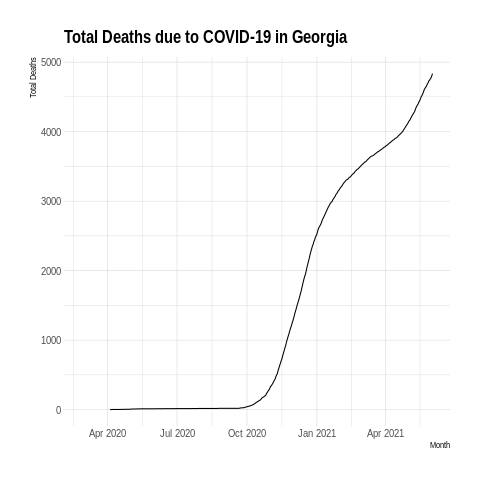 Total Deaths due to COVID-19 in Georgia
Total Deaths
5000
4000
3000
2000
1000
0
Apr 2020 Jul 2020 Oct 2020 Jan 2021 Apr 2021
Month